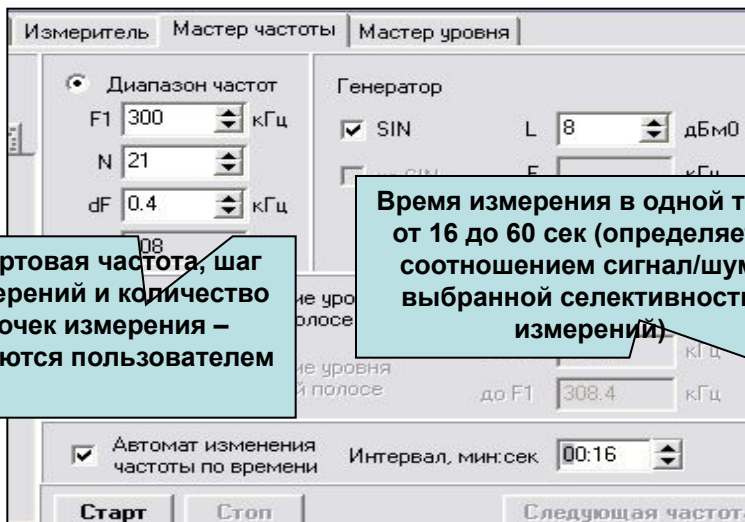 Измеритель Мастер частоты Мастер уровня
Диапазон частот
Генератор
F1 300 кГц
SIN L 8 дБм0
N 21
dF 0.4 кГц
Время измерения в одной
от 16 до 60 сек (определяе
соотношением сигнал/шум
выбранной селективност
измерений)
ртовая частота, шаг
ерений и количество
очек измерения –
ются пользователем
уровня
полосе
до F1 308.4 кГц
Автомат изменения
частоты по времени
Интервал, мин:сек 00:16
Старт Стоп Следующая частота